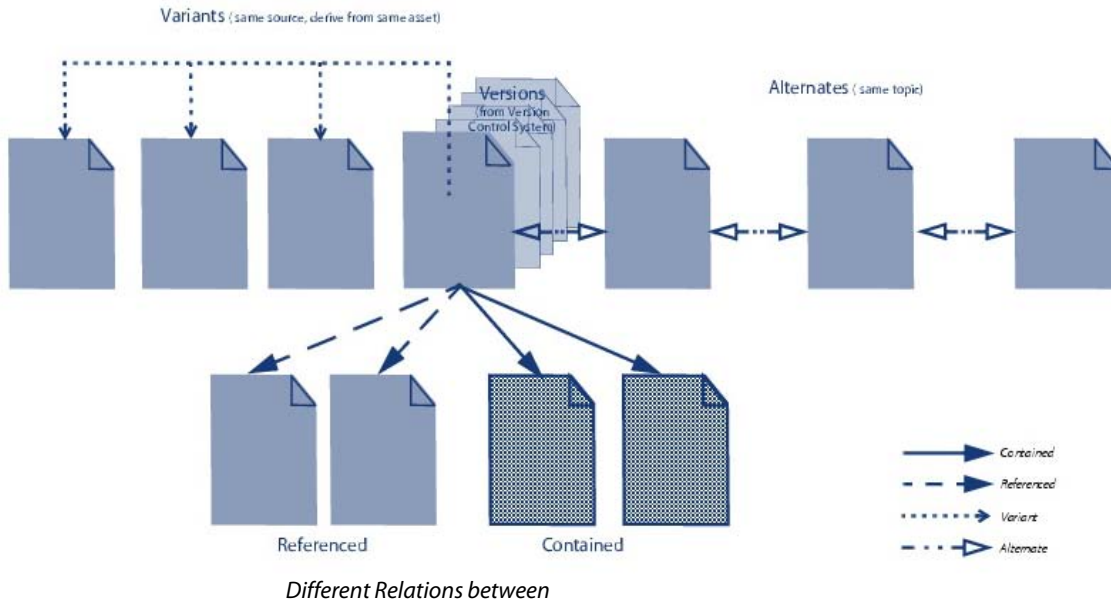 Variants (same source, derive from same asset)
Versions
(from Version
Control System)
Alternates ( same topic)
Referenced
Contained
Contained
Referenced
Variant
Alternate
Different Relations between